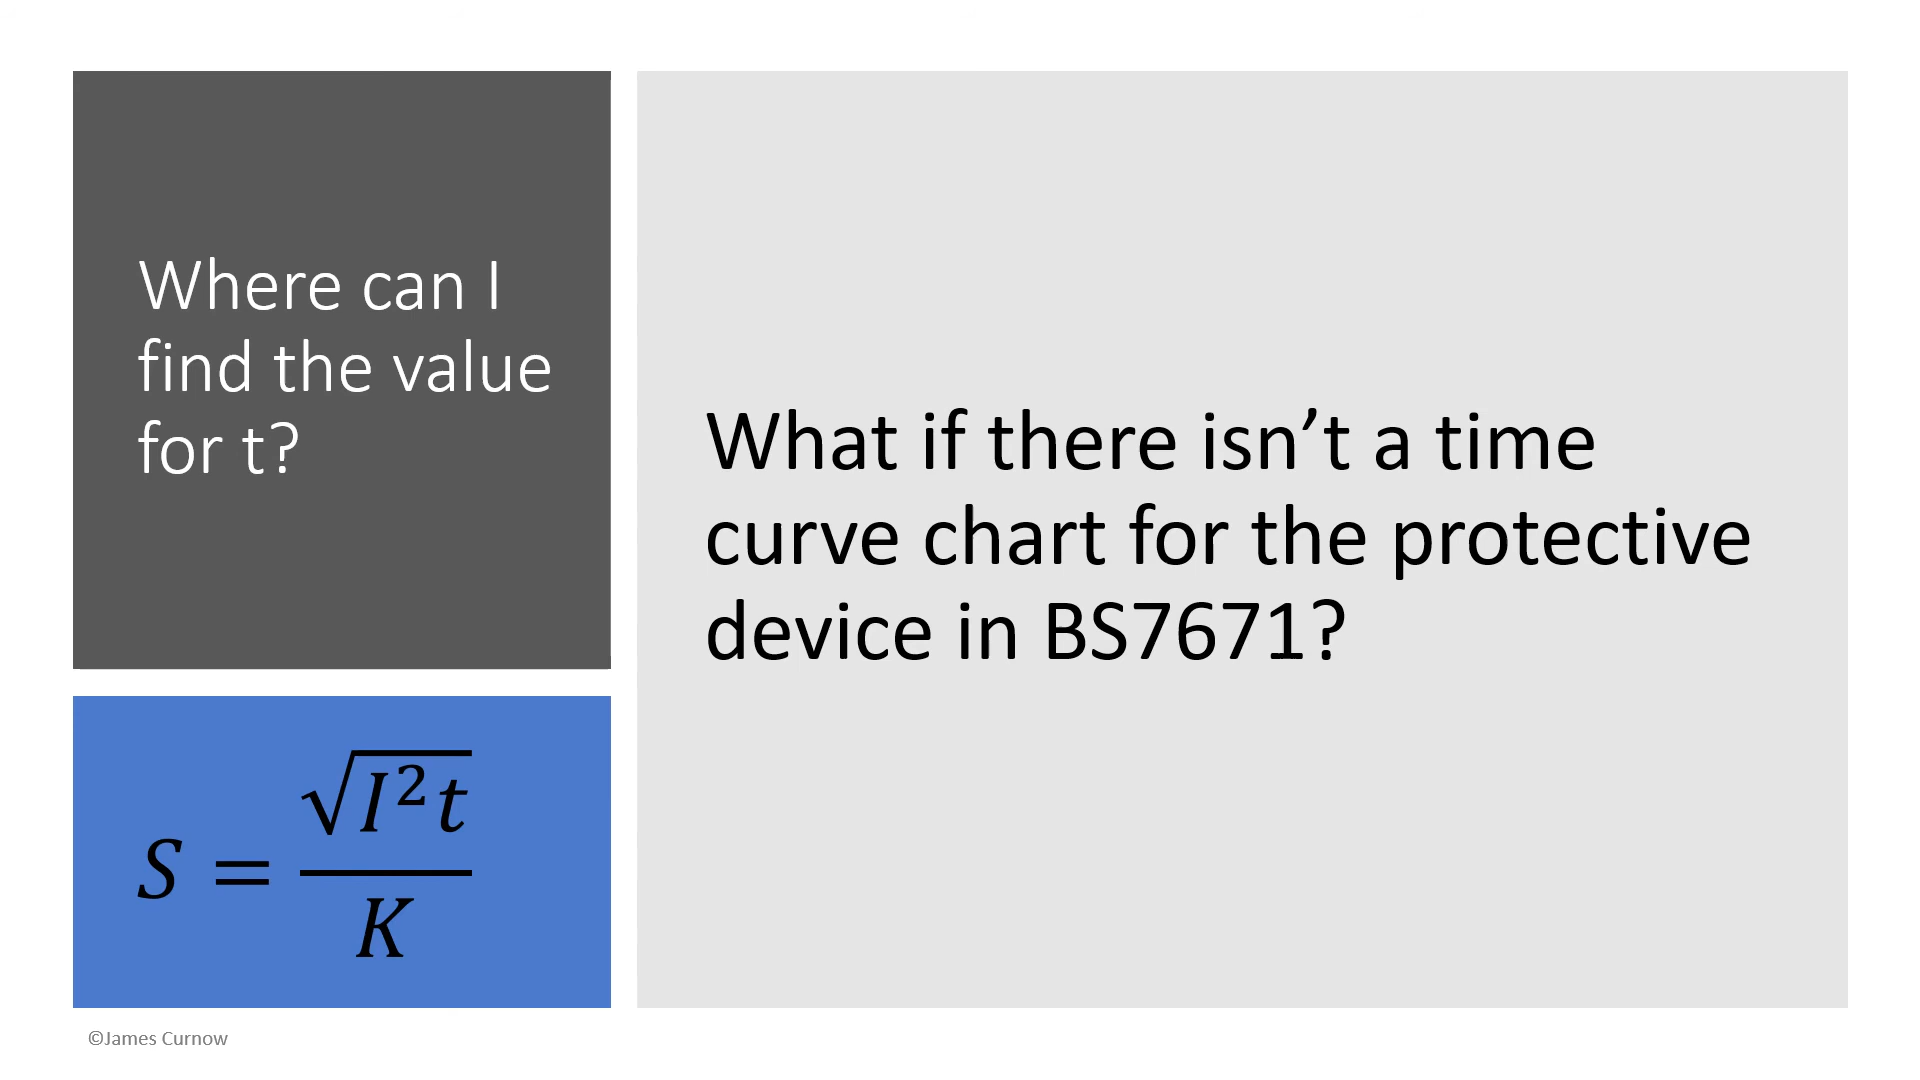 Where can I
find the value
for t?
What if there isn’t a time
curve chart for the protective
device in BS7671?
S = √I²t / K
©James Curnow